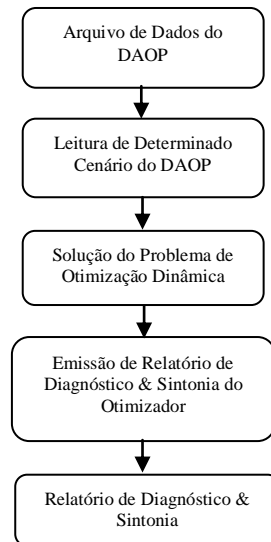 Arquivo de Dados do
DAOP
Leitura de Determinado
Cenário do DAOP
Solução do Problema de
Otimização Dinâmica
Emissão de Relatório de
Diagnóstico & Sintonia do
Otimizador
Relatório de Diagnóstico &
Sintonia